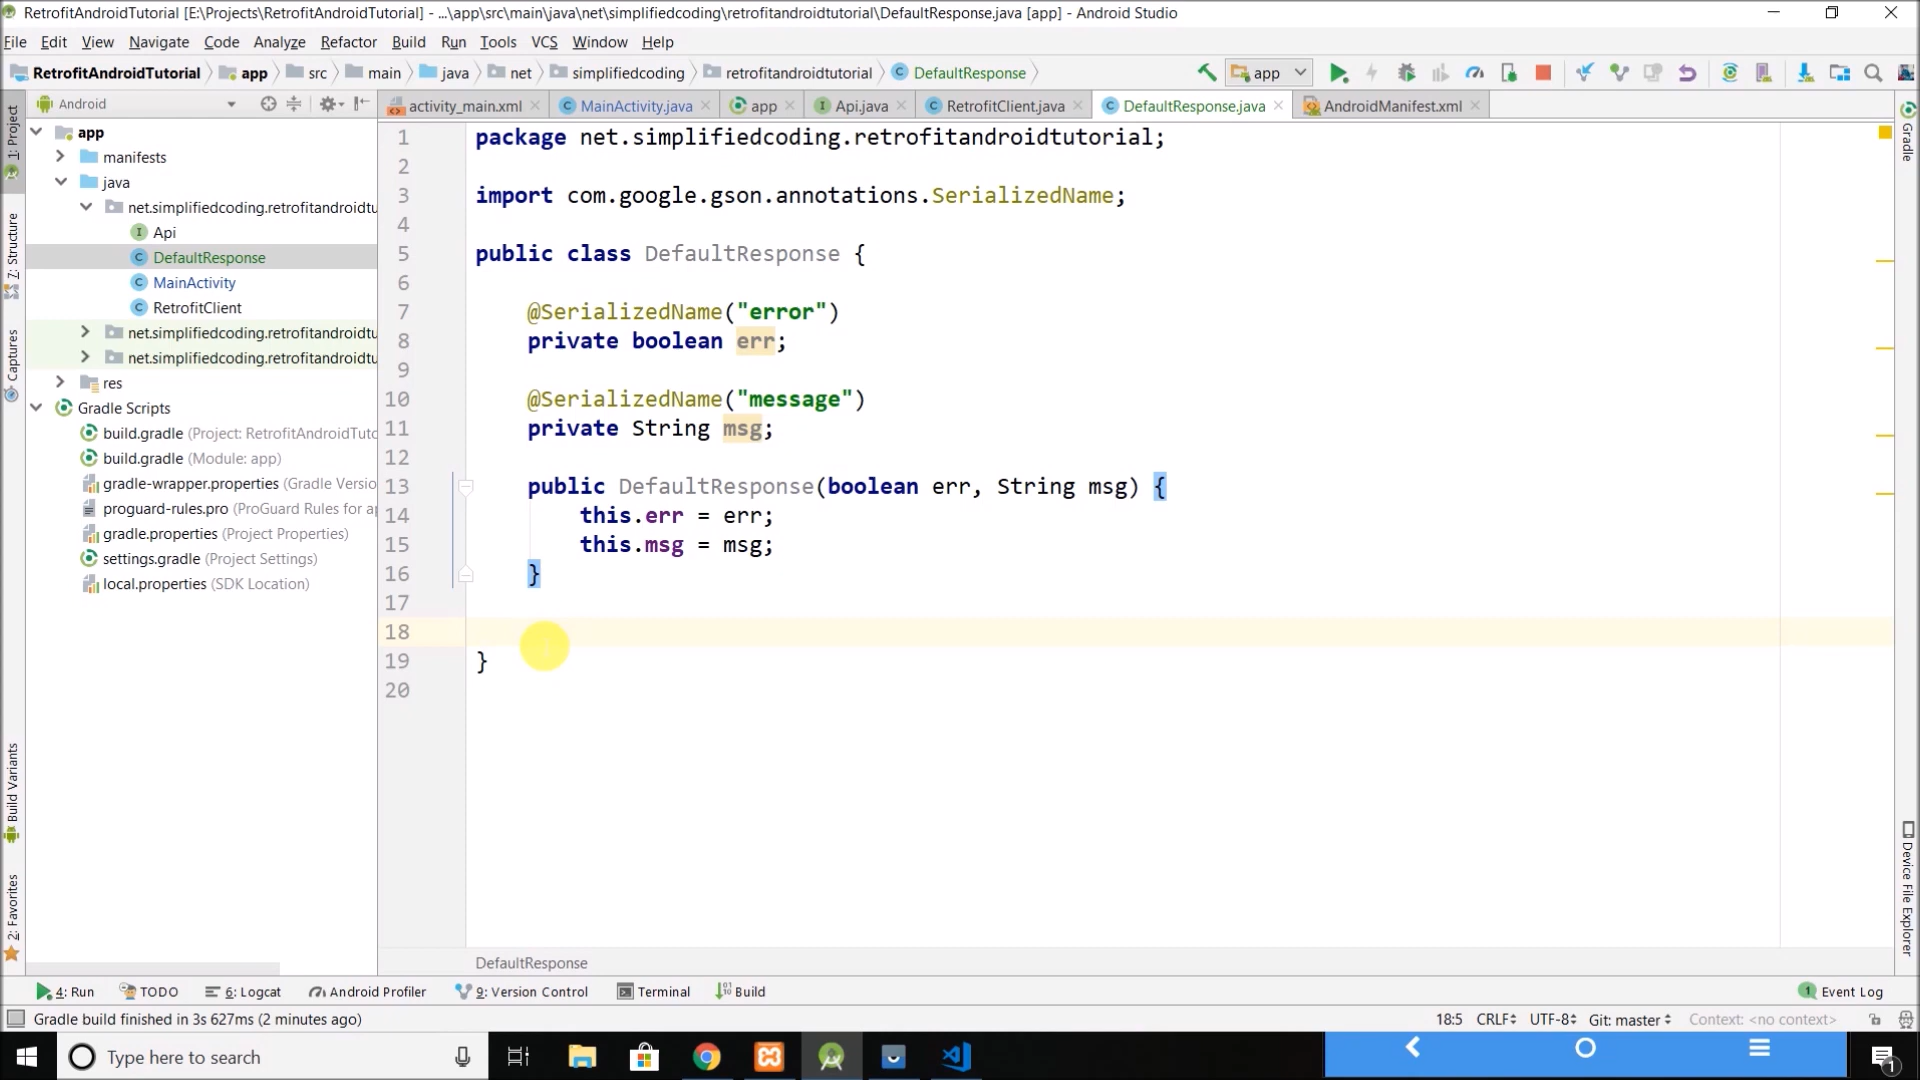 RetrofitAndroidTutorial [E:\Projects\RetrofitAndroidTutorial] - ...\app\src\main\java\net\simplifiedcoding\retrofitandroidtutorial\DefaultResponse.java [app] - Android Studio
File Edit View Navigate Code Analyze Refactor Build Run Tools VCS Window Help
RetrofitAndroidTutorial app src main java net simplifiedcoding retrofitandroidtutorial DefaultResponse app
1: Project
7: Structure
Captures
Build Variants
2: Favorites
Android
app
manifests
java
net.simplifiedcoding.retrofitandroidtu
Api
DefaultResponse
MainActivity
RetrofitClient
net.simplifiedcoding.retrofitandroidtu
net.simplifiedcoding.retrofitandroidtu
res
Gradle Scripts
build.gradle (Project: RetrofitAndroidTuto
build.gradle (Module: app)
gradle-wrapper.properties (Gradle Versio
proguard-rules.pro (ProGuard Rules for ap
gradle.properties (Project Properties)
settings.gradle (Project Settings)
local.properties (SDK Location)
activity_main.xml MainActivity.java app Api.java RetrofitClient.java DefaultResponse.java AndroidManifest.xml
1 package net.simplifiedcoding.retrofitandroidtutorial;
2
3 import com.google.gson.annotations.SerializedName;
4
5 public class DefaultResponse {
6
7 @SerializedName("error")
8 private boolean err;
9
10 @SerializedName("message")
11 private String msg;
12
13 public DefaultResponse(boolean err, String msg) {
14 this.err = err;
15 this.msg = msg;
16 }
17
18
19 }
20
DefaultResponse
Gradle
Device File Explorer
4: Run TODO 6: Logcat Android Profiler 9: Version Control Terminal Build 1 Event Log
Gradle build finished in 3s 627ms (2 minutes ago) 18:5 CRLF UTF-8 Git: master Context: <no context>
Type here to search 1